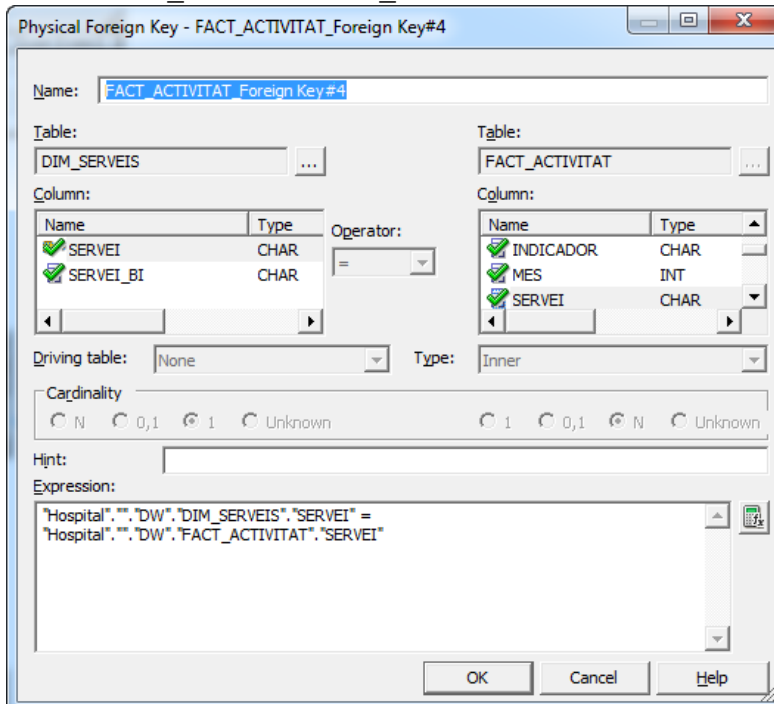 Physical Foreign Key - FACT_ACTIVITAT_Foreign Key#4
Name: FACT_ACTIVITAT_Foreign Key#4
Table: Table:
DIM_SERVEIS ... FACT_ACTIVITAT ...
Column: Column:
Name Type Operator: Name Type
SERVEI CHAR = INDICADOR CHAR
SERVEI_BI CHAR MES INT
SERVEI CHAR
Driving table: None Type: Inner
Cardinality
N 0,1 1 Unknown 1 0,1 N Unknown
Hint:
Expression:
"Hospital"."".​"DW"."DIM_SERVEIS"."SERVEI" =
"Hospital"."".​"DW"."FACT_ACTIVITAT"."SERVEI"
OK Cancel Help